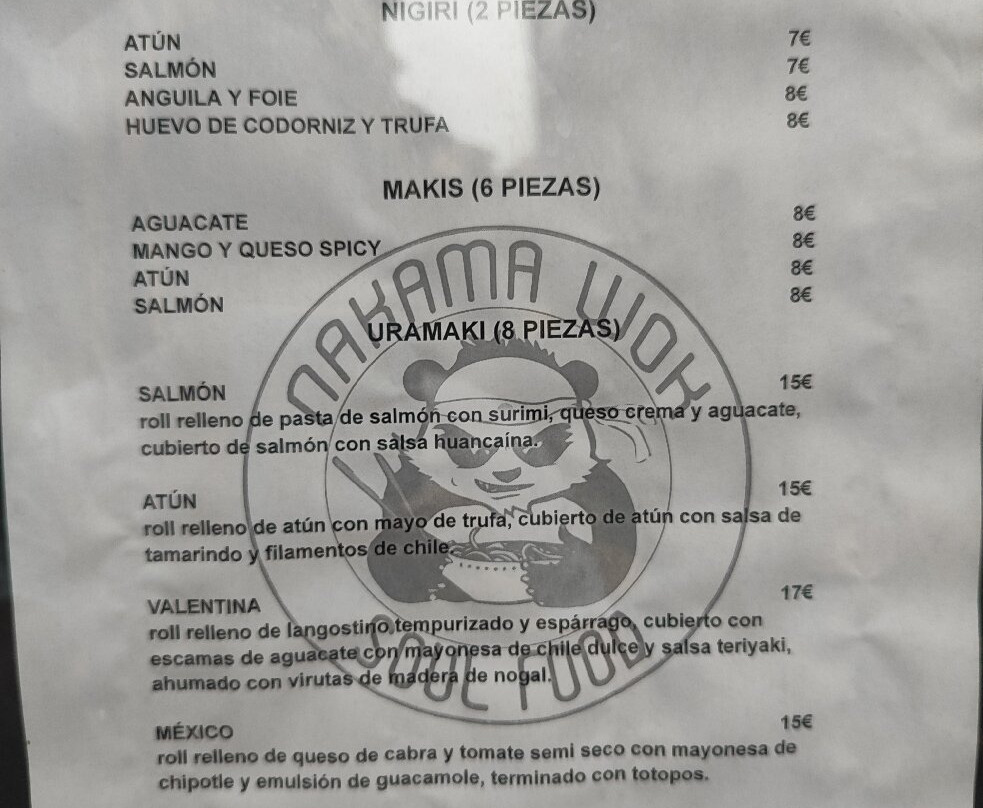 NIGIRI (2 PIEZAS)
ATÚN 7€
SALMÓN 7€
ANGUILA Y FOIE 8€
HUEVO DE CODORNIZ Y TRUFA 8€
MAKIS (6 PIEZAS)
AGUACATE 8€
MANGO Y QUESO SPICY 8€
ATÚN 8€
SALMÓN 8€
NAKAMA WOK
URAMAKI (8 PIEZAS)
SALMÓN 15€
roll relleno de pasta de salmón con surimi, queso crema y aguacate,
cubierto de salmón con salsa huancaína.
ATÚN 15€
roll relleno de atún con mayo de trufa, cubierto de atún con salsa de
tamarindo y filamentos de chile.
VALENTINA 17€
roll relleno de langostino tempurizado y espárrago, cubierto con
escamas de aguacate con mayonesa de chile dulce y salsa teriyaki,
ahumado con virutas de madera de nogal.
SOUL FOOD
MÉXICO 15€
roll relleno de queso de cabra y tomate semi seco con mayonesa de
chipotle y emulsión de guacamole, terminado con totopos.